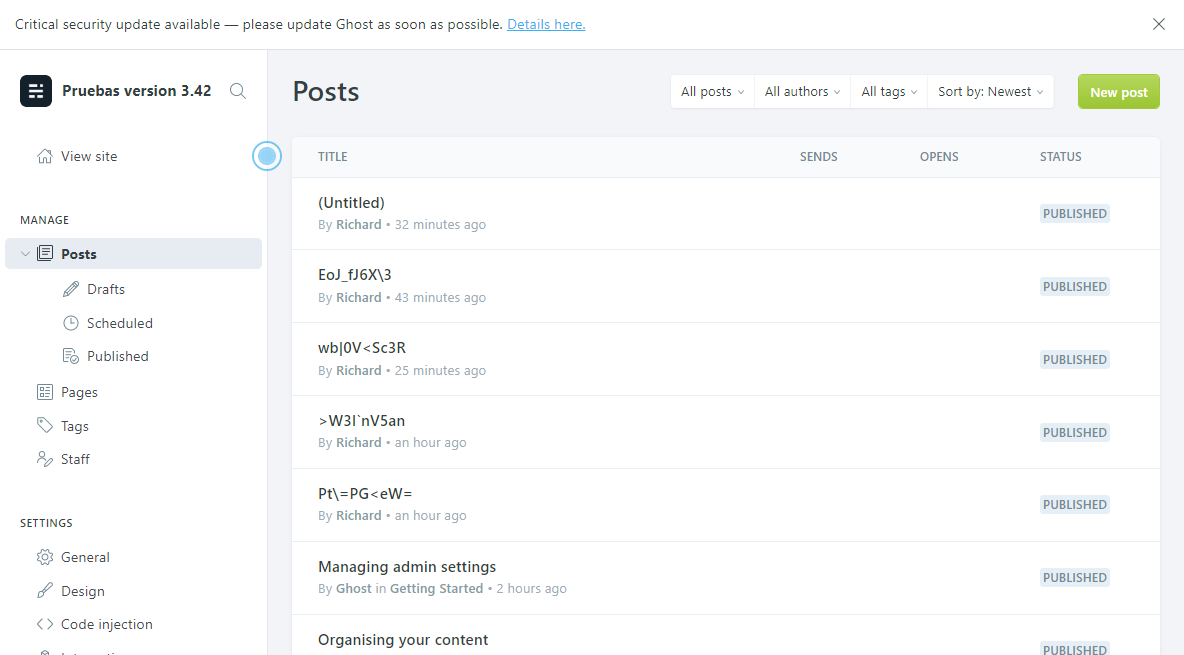 Critical security update available — please update Ghost as soon as possible. Details here.
Pruebas version 3.42
View site
MANAGE
Posts
Drafts
Scheduled
Published
Pages
Tags
Staff
SETTINGS
General
Design
Code injection
Posts
All posts
All authors
All tags
Sort by: Newest
New post
TITLE SENDS OPENS STATUS
(Untitled)
By Richard • 32 minutes ago
PUBLISHED
EoJ_fJ6X\3
By Richard • 43 minutes ago
PUBLISHED
wb|0V<Sc3R
By Richard • 25 minutes ago
PUBLISHED
>W3I`nV5an
By Richard • an hour ago
PUBLISHED
Pt\=PG<eW=
By Richard • an hour ago
PUBLISHED
Managing admin settings
By Ghost in Getting Started • 2 hours ago
PUBLISHED
Organising your content
PUBLISHED